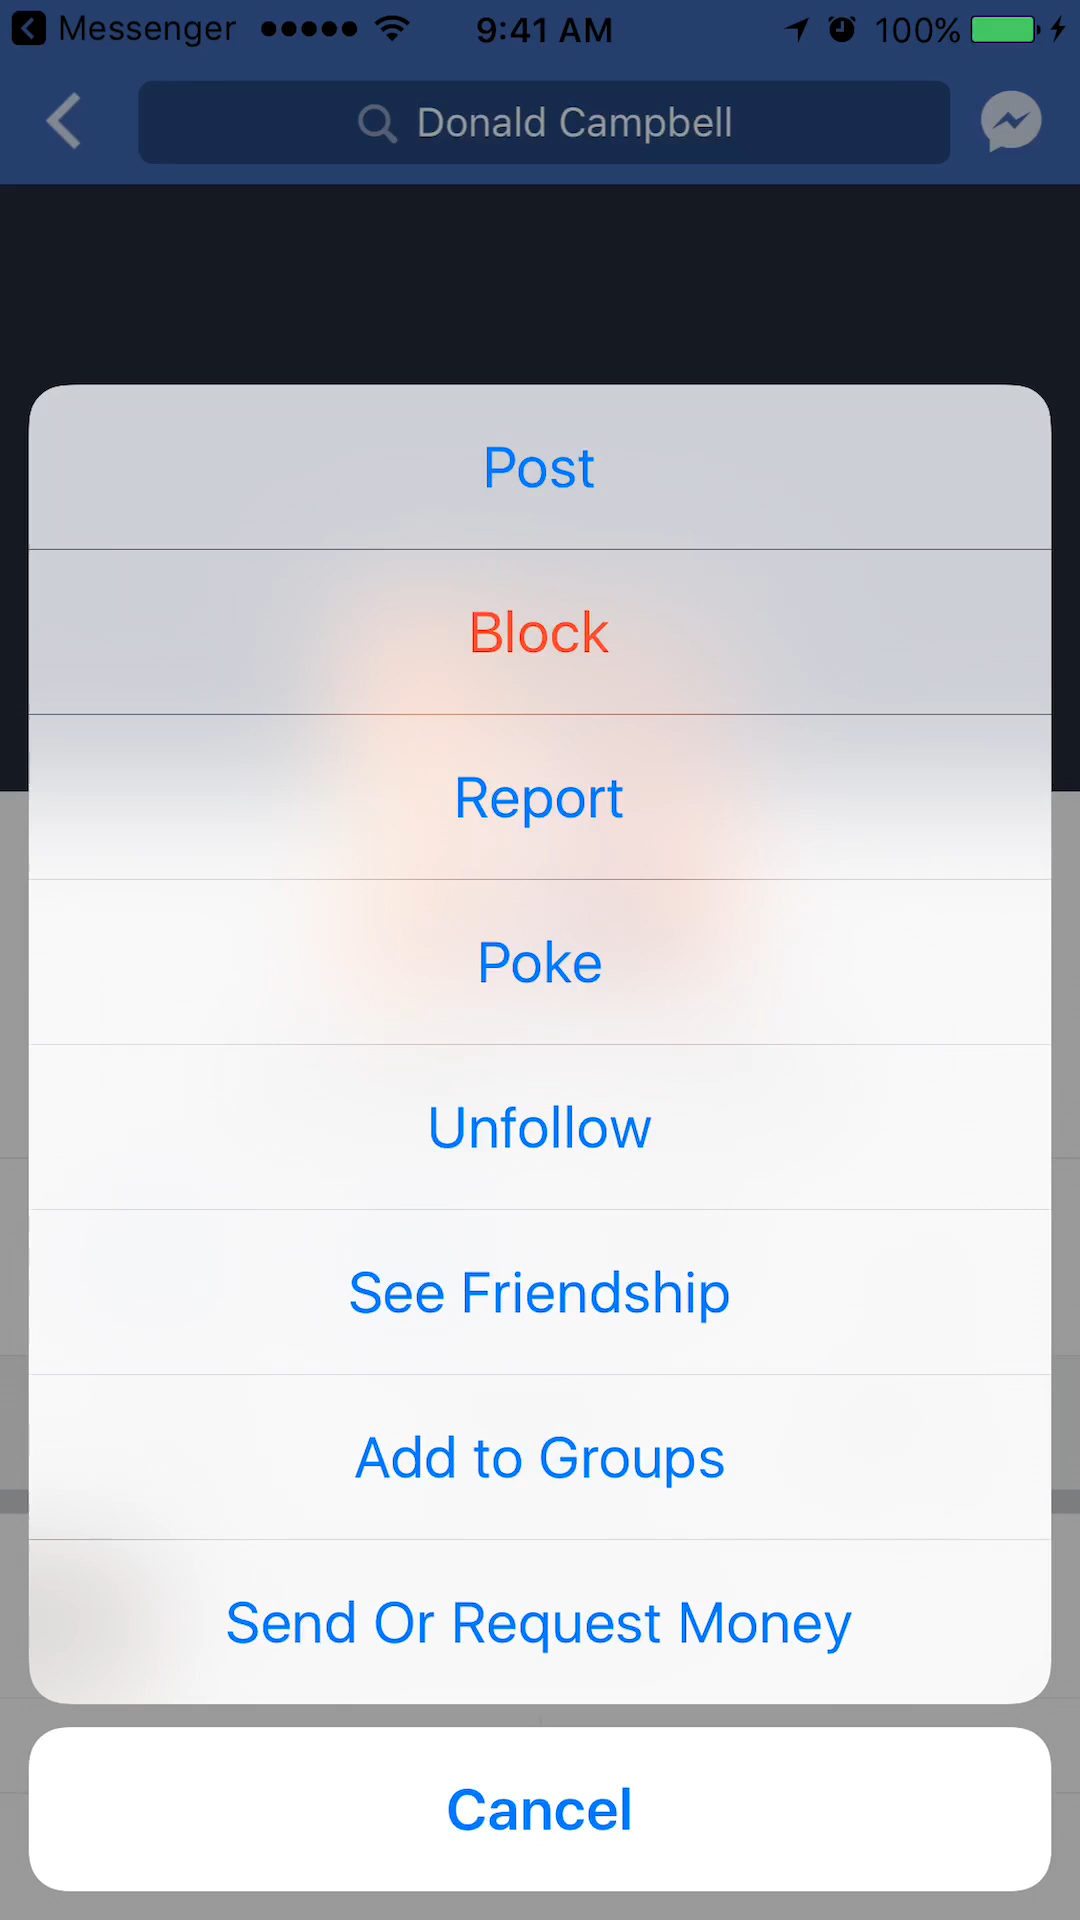 Messenger 9:41 AM 100%
Donald Campbell
Post
Block
Report
Poke
Unfollow
See Friendship
Add to Groups
Send Or Request Money
Cancel